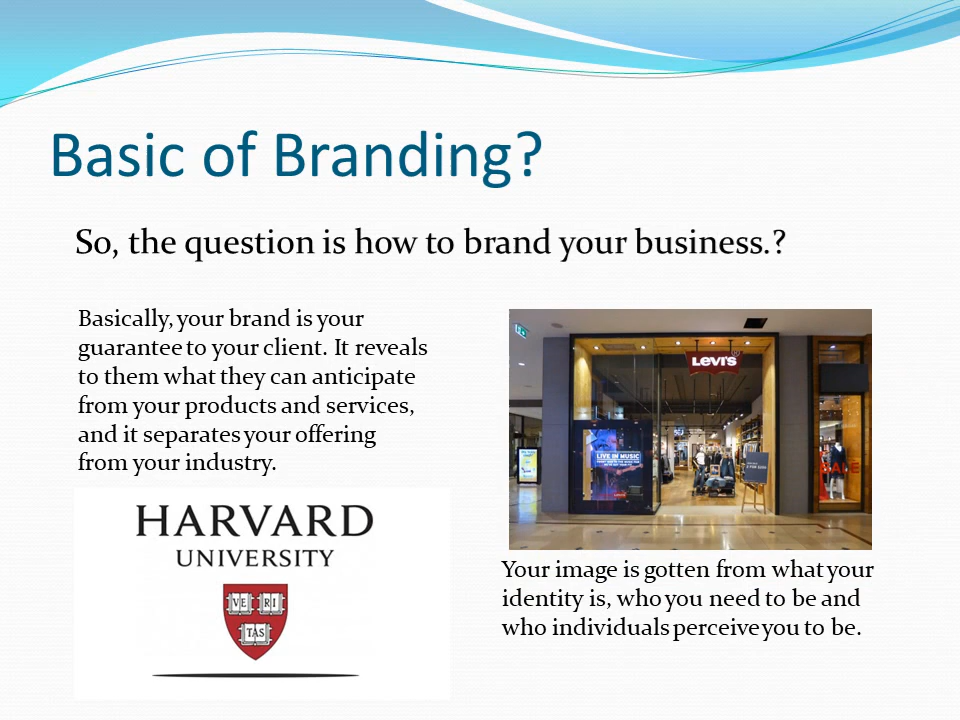 Basic of Branding?
So, the question is how to brand your business.?
Basically, your brand is your
guarantee to your client. It reveals
to them what they can anticipate
from your products and services,
and it separates your offering
from your industry.
HARVARD
UNIVERSITY
VE RI
TAS
LEVI'S
LIVE IN MUSIC
SALE
Your image is gotten from what your
identity is, who you need to be and
who individuals perceive you to be.